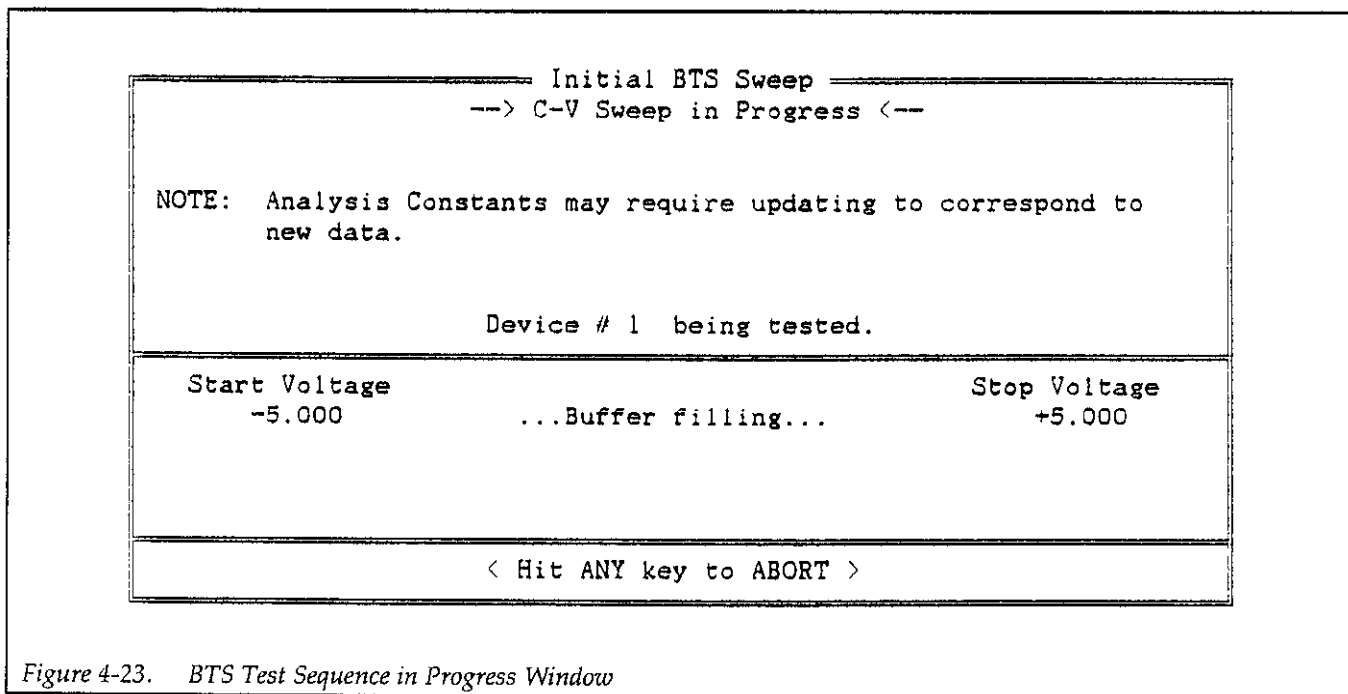 Initial BTS Sweep
--> C-V Sweep in Progress <--
NOTE: Analysis Constants may require updating to correspond to
new data.
Device # 1 being tested.
Start Voltage Stop Voltage
-5.000 ...Buffer filling... +5.000
< Hit ANY key to ABORT >
Figure 4-23. BTS Test Sequence in Progress Window